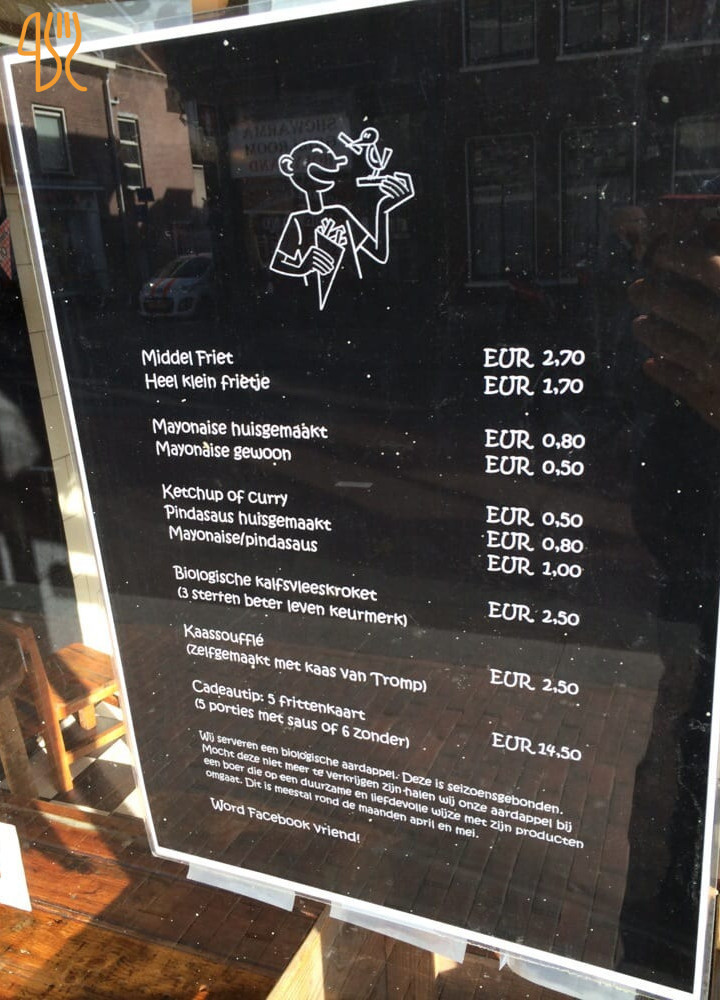 Middel Friet EUR 2,70
Heel klein frietje EUR 1,70
Mayonaise huisgemaakt EUR 0,80
Mayonaise gewoon EUR 0,50
Ketchup of curry EUR 0,50
Pindasaus huisgemaakt EUR 0,80
Mayonaise/pindasaus EUR 1,00
Biologische kalfsvleeskroket
(3 sterren beter leven keurmerk) EUR 2,50
Kaassoufflé
(Zelfgemaakt met kaas van Tromp) EUR 2,50
Cadeautip: 5 frittenkaart
(5 porties met saus of 6 zonder) EUR 14,50
Wij serveren een biologische aardappel. Deze is seizoensgebonden.
Mocht deze niet meer te verkrijgen zijn halen wij onze aardappel bij
een boer die op een duurzame en liefdevolle wijze met zijn producten
omgaat. Dit is meestal rond de maanden april en mei.
Word Facebook vriend!